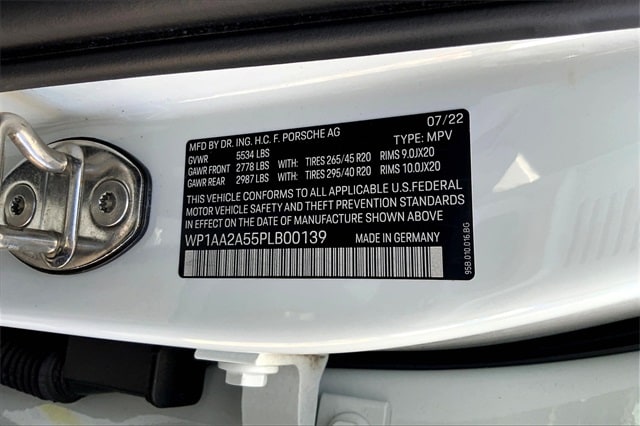 07/22
MFD BY DR. ING. H.C. F. PORSCHE AG TYPE: MPV
GVWR 5534 LBS
GAWR FRONT 2778 LBS WITH: TIRES 265/45 R20 RIMS 9.0JX20
GAWR REAR 2987 LBS WITH: TIRES 295/40 R20 RIMS 10.0JX20
THIS VEHICLE CONFORMS TO ALL APPLICABLE U.S.FEDERAL
MOTOR VEHICLE SAFETY AND THEFT PREVENTION STANDARDS
IN EFFECT ON THE DATE OF MANUFACTURE SHOWN ABOVE
WP1AA2A55PLB00139 MADE IN GERMANY
95B.010.016.BG